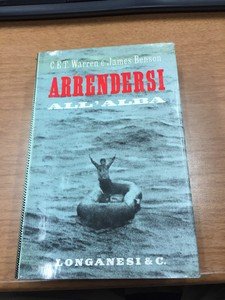 C.E.T. Warren e James Benson
ARRENDERSI
ALL'ALBA
LONGANESI & C.